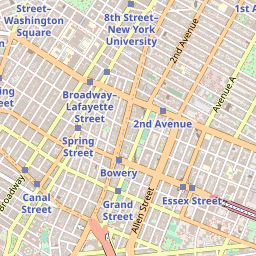 Street–
Washington
Square
8th Street–
New York
University
1st A
2nd Avenue
Avenue A
Broadway–
Lafayette
Street
2nd Avenue
Spring
Street
Bowery
Broadway
Canal
Street
Grand
Street
Allen Street
Essex Street